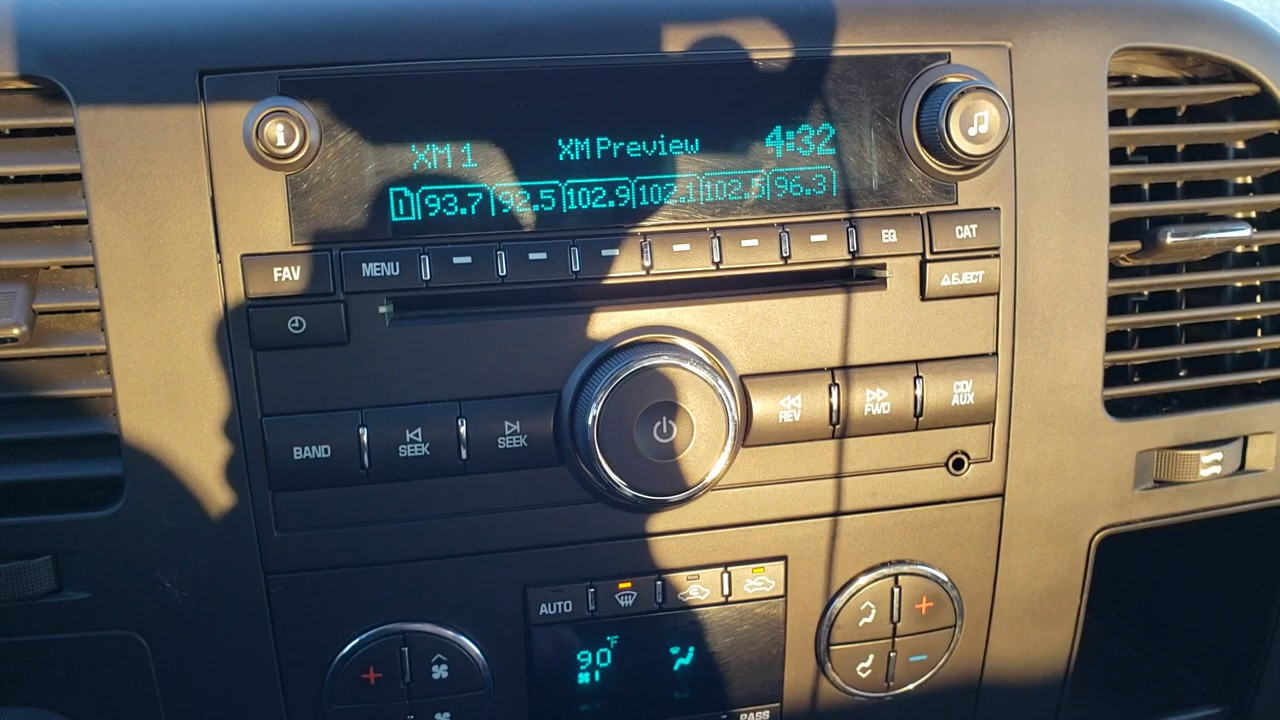 XM 1 XM Preview 4:32
1 93.7 92.5 102.9 102.1 102.5 96.3
FAV MENU EQ CAT
EJECT
BAND SEEK SEEK REV FWD CD/AUX
AUTO
90°F
PASS